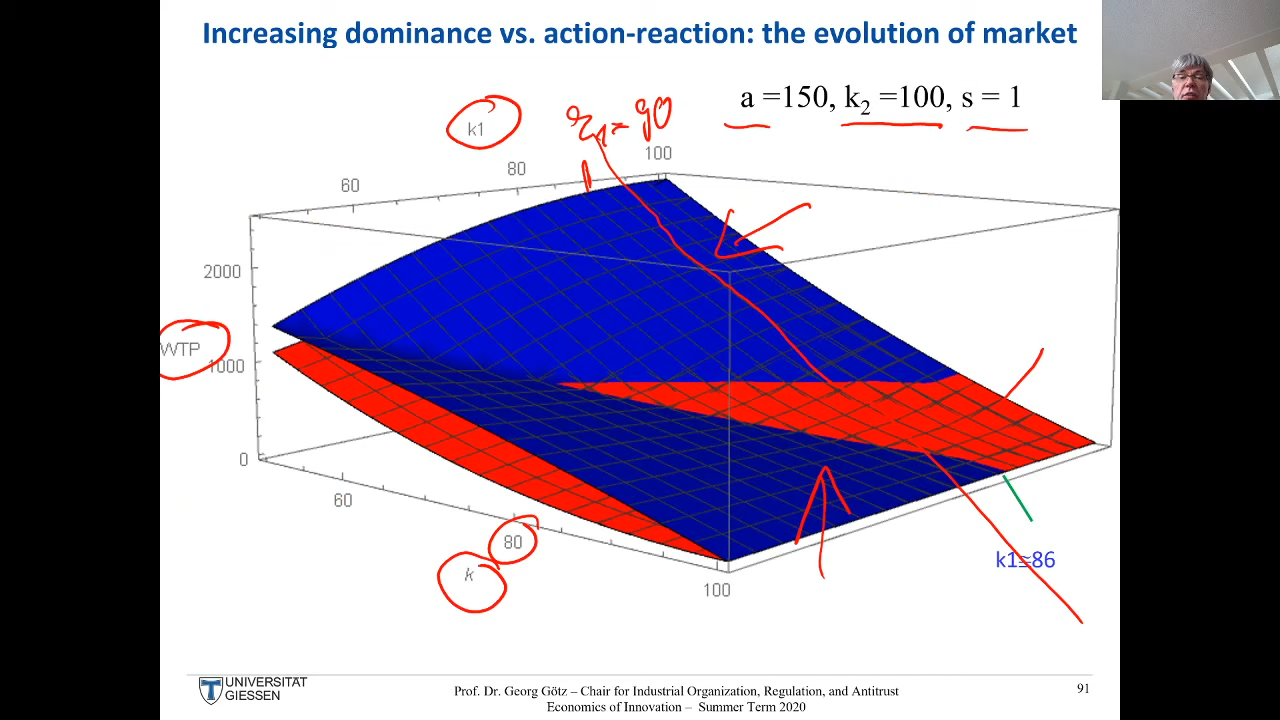 Increasing dominance vs. action-reaction: the evolution of market
a =150, k2 =100, s = 1
k1
= 90
100
80
60
2000
WTP
1000
0
60
80
k
100
k1≅86
UNIVERSITÄT
GIESSEN
Prof. Dr. Georg Götz – Chair for Industrial Organization, Regulation, and Antitrust
Economics of Innovation – Summer Term 2020
91